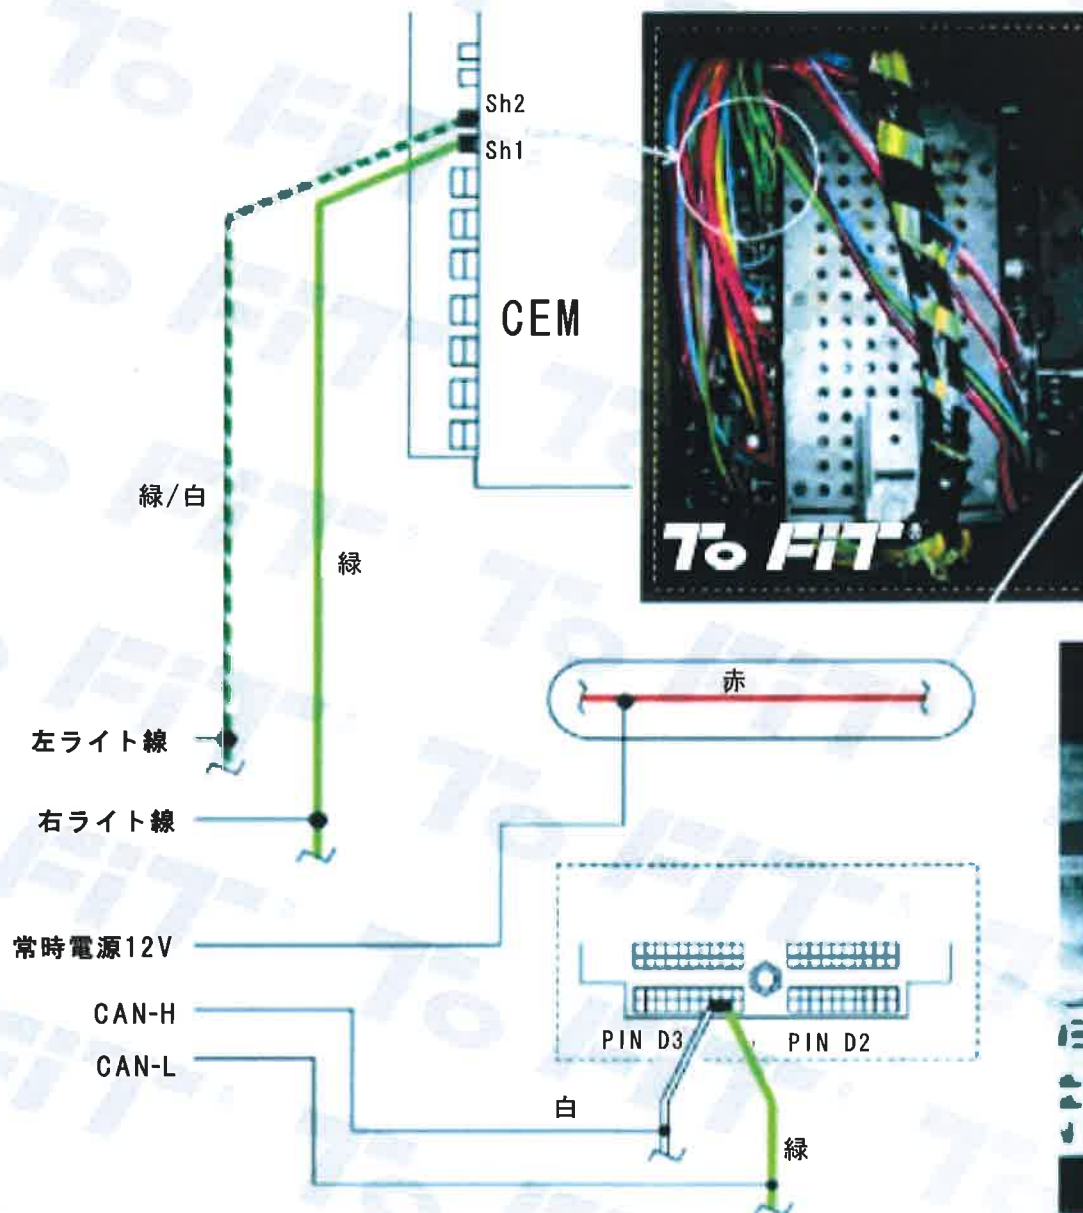 Sh2
Sh1
CEM
緑/白
緑
To FiT®
赤
左ライト線
右ライト線
常時電源12V
CAN-H
CAN-L
PIN D3
PIN D2
白
緑